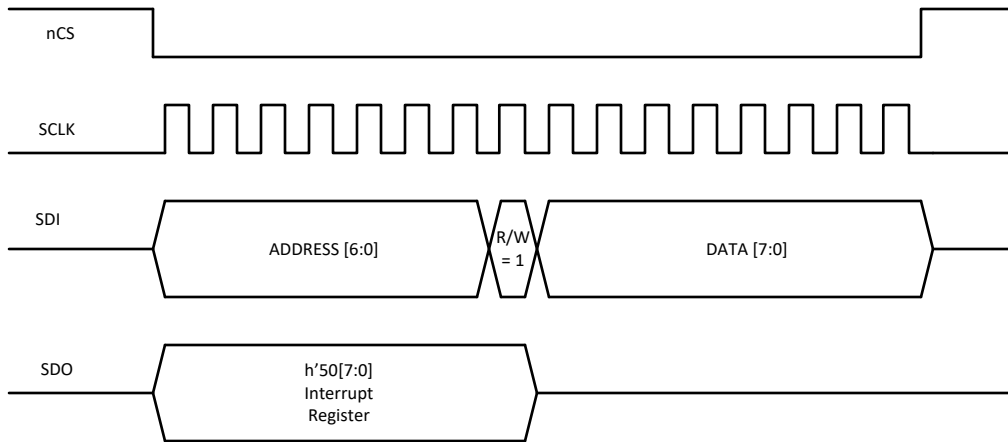 nCS
SCLK
SDI
ADDRESS [6:0]
R/W
= 1
DATA [7:0]
SDO
h’50[7:0]
Interrupt
Register